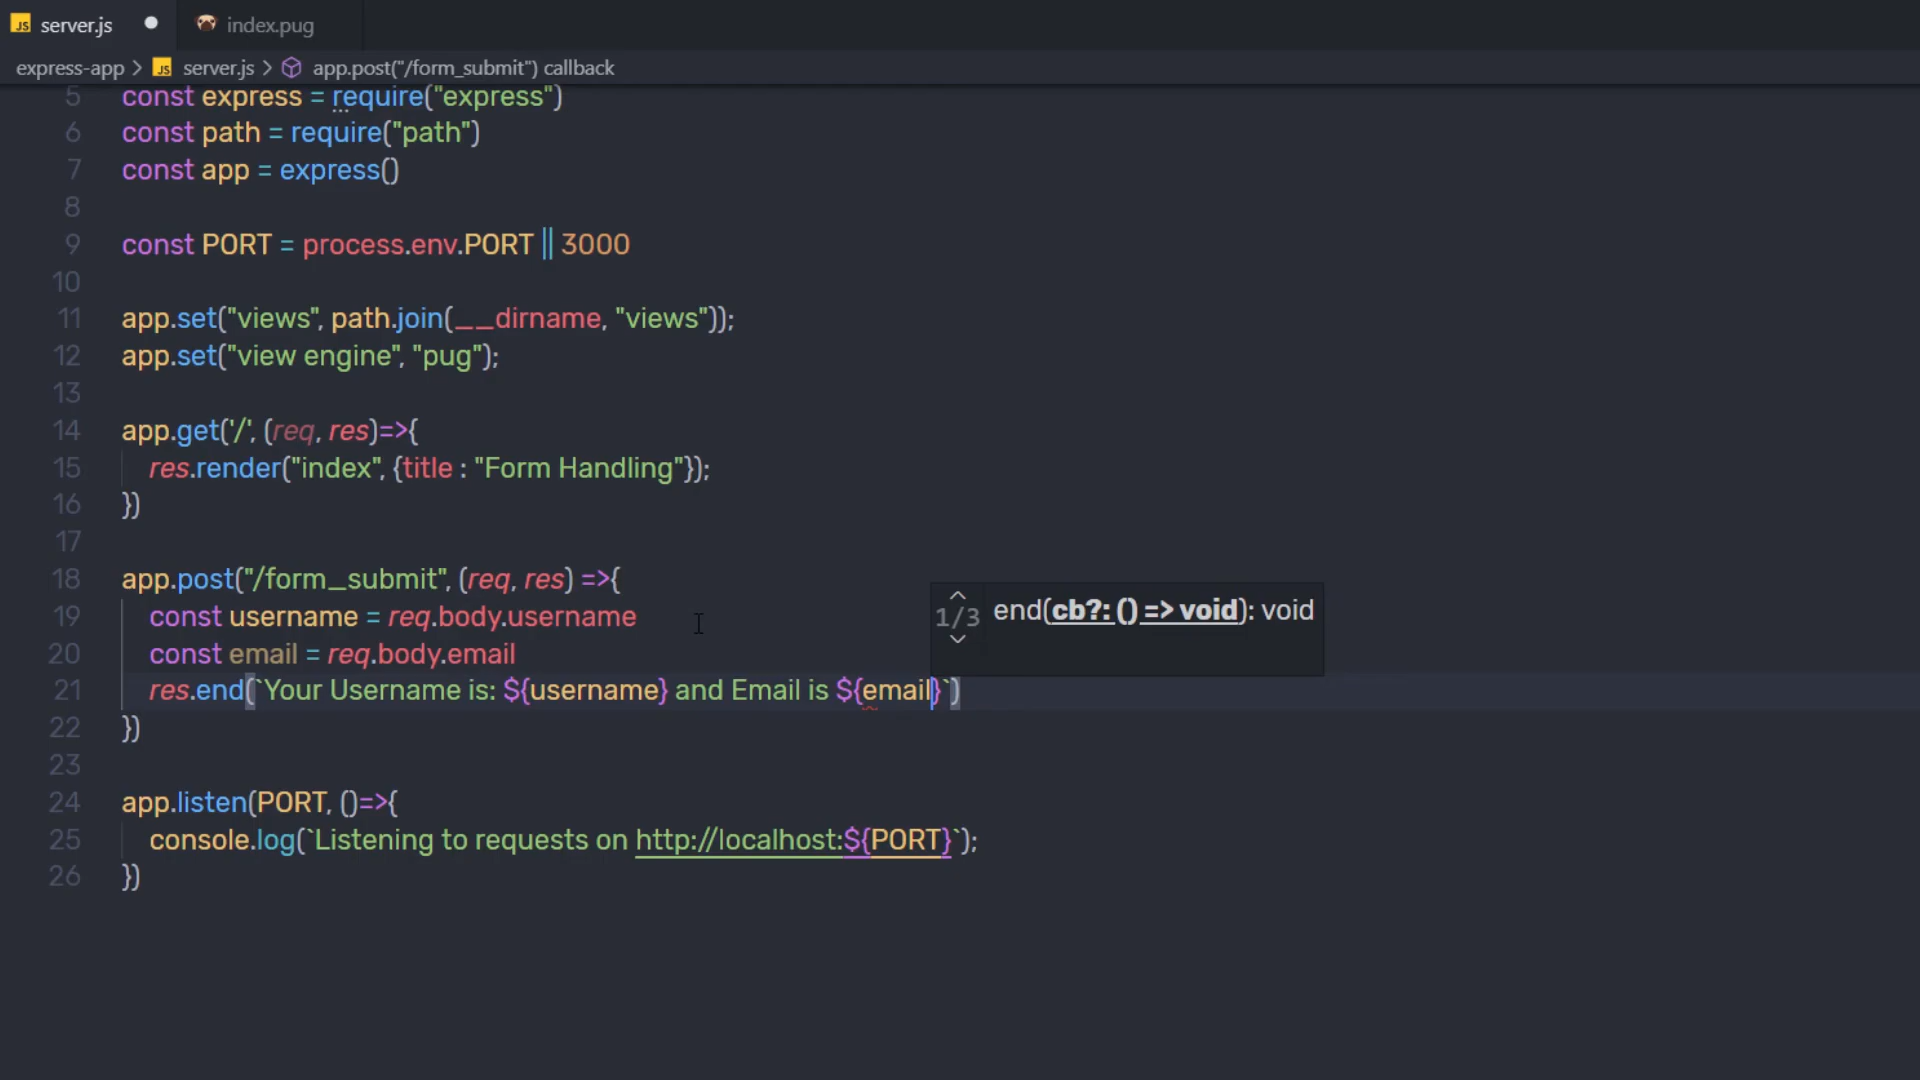 JS server.js index.pug
express-app > JS server.js > app.post("/form_submit") callback
5 const express = require("express")
6 const path = require("path")
7 const app = express()
8
9 const PORT = process.env.PORT || 3000
10
11 app.set("views", path.join(__dirname, "views"));
12 app.set("view engine", "pug");
13
14 app.get('/', (req, res)=>{
15 res.render("index", {title : "Form Handling"});
16 })
17
18 app.post("/form_submit", (req, res) =>{
19 const username = req.body.username
1/3 end(cb?: () => void): void
20 const email = req.body.email
21 res.end(`Your Username is: ${username} and Email is ${email}`)
22 })
23
24 app.listen(PORT, ()=>{
25 console.log(`Listening to requests on http://localhost:${PORT}`);
26 })